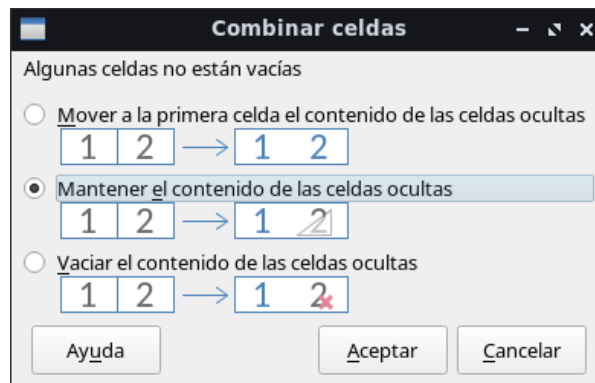 Combinar celdas
Algunas celdas no están vacías
Mover a la primera celda el contenido de las celdas ocultas
1 2 → 1 2
Mantener el contenido de las celdas ocultas
1 2 → 1 2
Vaciar el contenido de las celdas ocultas
1 2 → 1 2
Ayuda Aceptar Cancelar